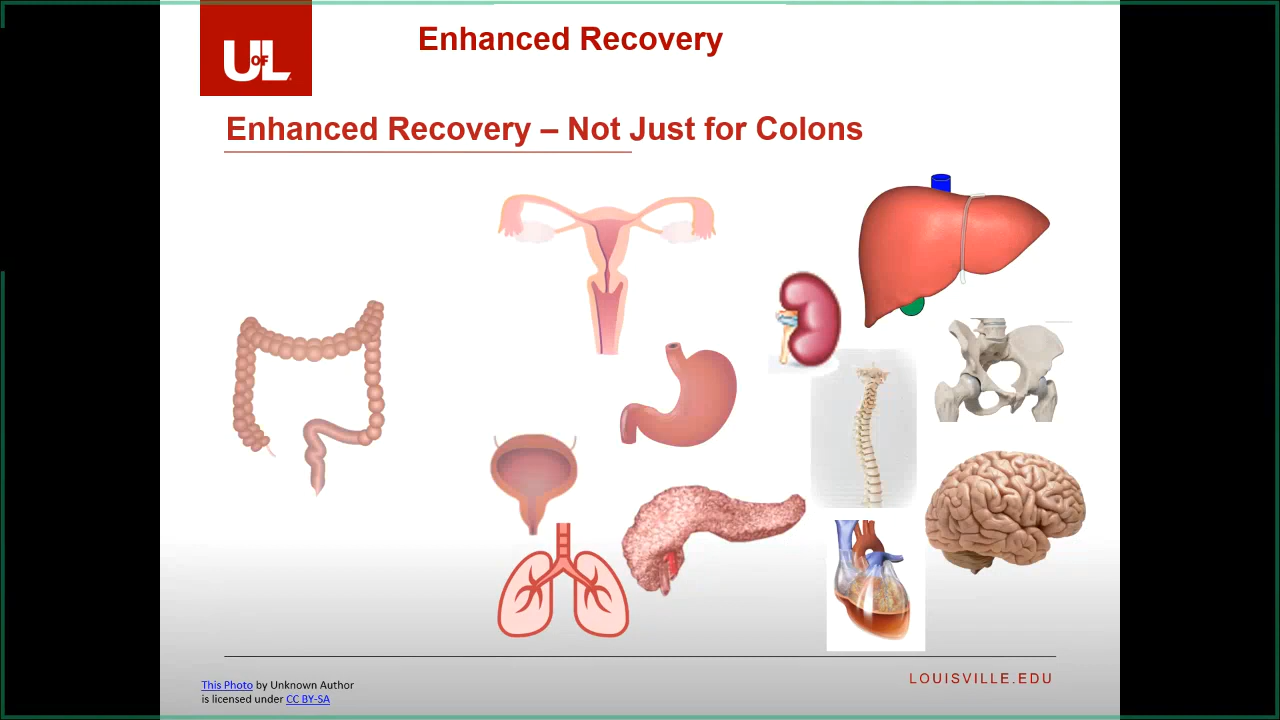 UofL
Enhanced Recovery
Enhanced Recovery – Not Just for Colons
This Photo by Unknown Author
is licensed under CC BY-SA
LOUISVILLE.EDU